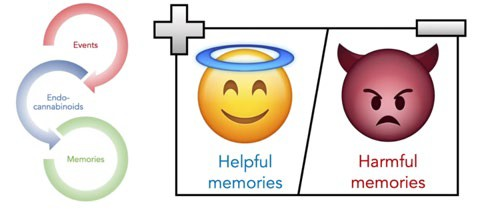 Events
Endo-
cannabinoids
Memories
Helpful
memories
Harmful
memories